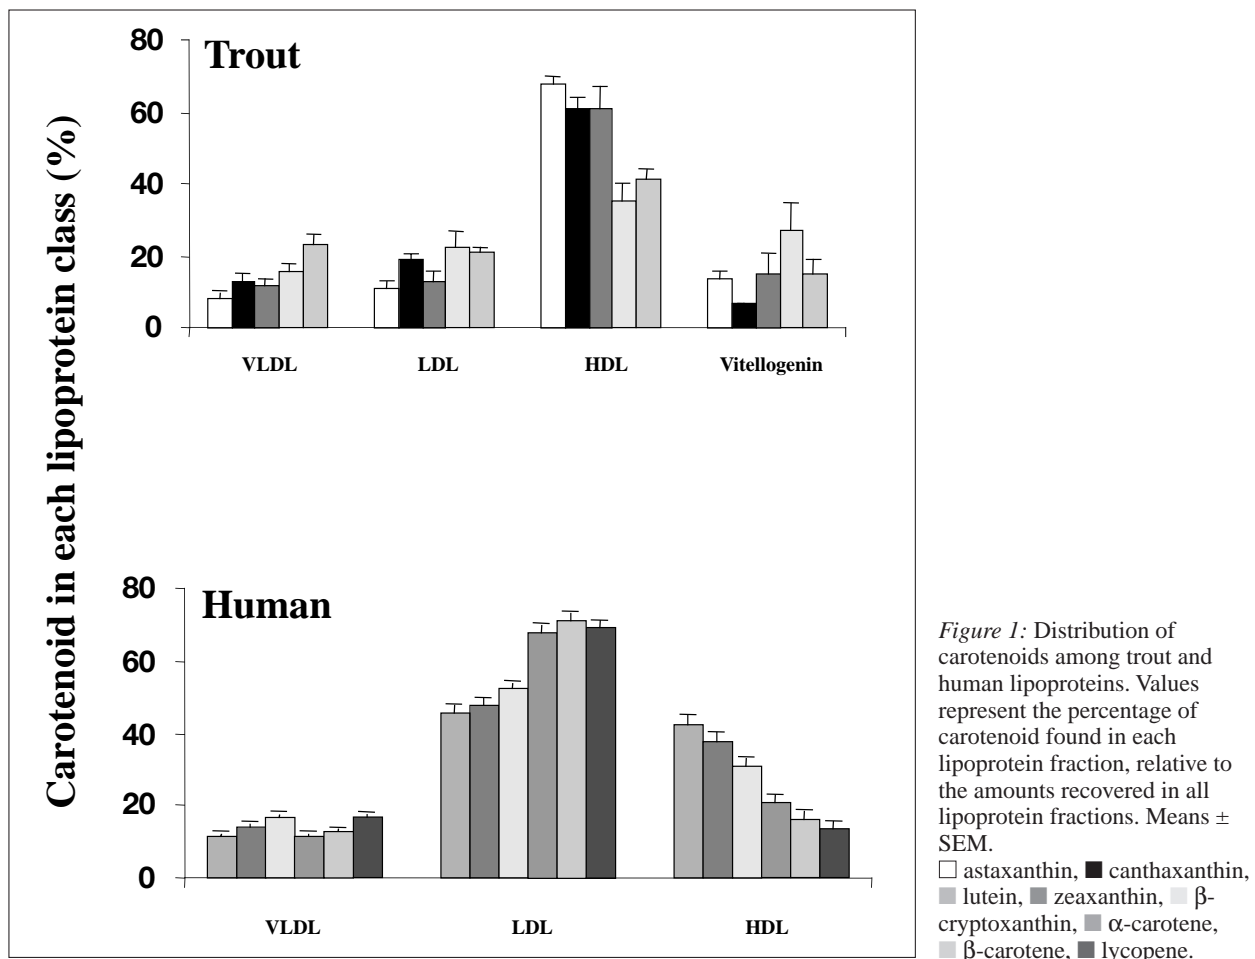 Carotenoid in each lipoprotein class (%)
Trout
80
60
40
20
0
VLDL LDL HDL Vitellogenin
Human
80
60
40
20
0
VLDL LDL HDL
Figure 1: Distribution of
carotenoids among trout and
human lipoproteins. Values
represent the percentage of
carotenoid found in each
lipoprotein fraction, relative to
the amounts recovered in all
lipoprotein fractions. Means ±
SEM.
astaxanthin, canthaxanthin,
lutein, zeaxanthin, β-
cryptoxanthin, α-carotene,
β-carotene, lycopene.